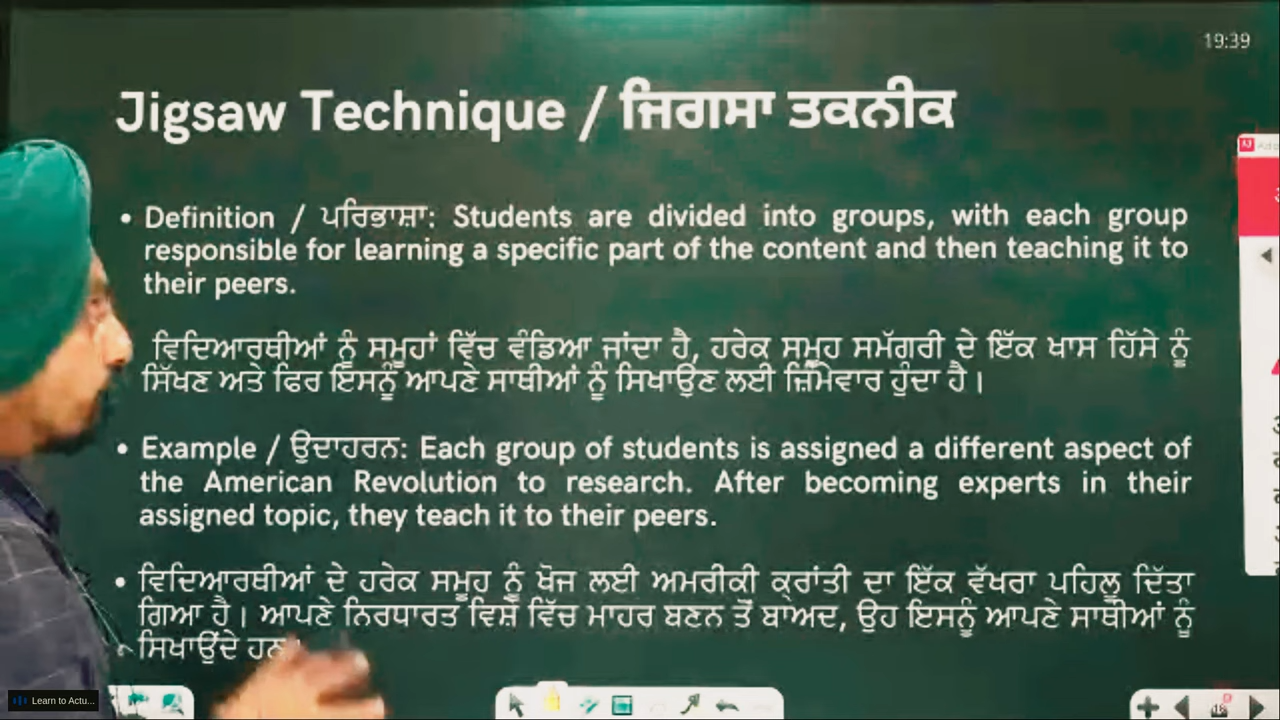 19:39
Jigsaw Technique / ਜਿਗਸਾ ਤਕਨੀਕ
• Definition / ਪਰਿਭਾਸ਼ਾ: Students are divided into groups, with each group
responsible for learning a specific part of the content and then teaching it to
their peers.
ਵਿਦਿਆਰਥੀਆਂ ਨੂੰ ਸਮੂਹਾਂ ਵਿੱਚ ਵੰਡਿਆ ਜਾਂਦਾ ਹੈ, ਹਰੇਕ ਸਮੂਹ ਸਮੱਗਰੀ ਦੇ ਇੱਕ ਖਾਸ ਹਿੱਸੇ ਨੂੰ
ਸਿੱਖਣ ਅਤੇ ਫਿਰ ਇਸਨੂੰ ਆਪਣੇ ਸਾਥੀਆਂ ਨੂੰ ਸਿਖਾਉਣ ਲਈ ਜ਼ਿੰਮੇਵਾਰ ਹੁੰਦਾ ਹੈ।
• Example / ਉਦਾਹਰਨ: Each group of students is assigned a different aspect of
the American Revolution to research. After becoming experts in their
assigned topic, they teach it to their peers.
• ਵਿਦਿਆਰਥੀਆਂ ਦੇ ਹਰੇਕ ਸਮੂਹ ਨੂੰ ਖੋਜ ਲਈ ਅਮਰੀਕੀ ਕ੍ਰਾਂਤੀ ਦਾ ਇੱਕ ਵੱਖਰਾ ਪਹਿਲੂ ਦਿੱਤਾ
ਗਿਆ ਹੈ। ਆਪਣੇ ਨਿਰਧਾਰਤ ਵਿਸ਼ੇ ਵਿੱਚ ਮਾਹਰ ਬਣਨ ਤੋਂ ਬਾਅਦ, ਉਹ ਇਸਨੂੰ ਆਪਣੇ ਸਾਥੀਆਂ ਨੂੰ
ਸਿਖਾਉਂਦੇ ਹਨ
Learn to Actu...